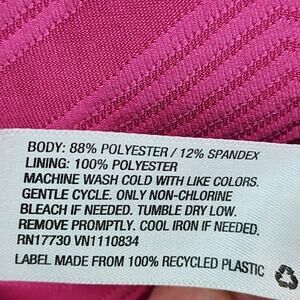 BODY: 88% POLYESTER / 12% SPANDEX
LINING: 100% POLYESTER
MACHINE WASH COLD WITH LIKE COLORS.
GENTLE CYCLE. ONLY NON-CHLORINE
BLEACH IF NEEDED. TUMBLE DRY LOW.
REMOVE PROMPTLY. COOL IRON IF NEEDED.
RN17730 VN1110834
LABEL MADE FROM 100% RECYCLED PLASTIC